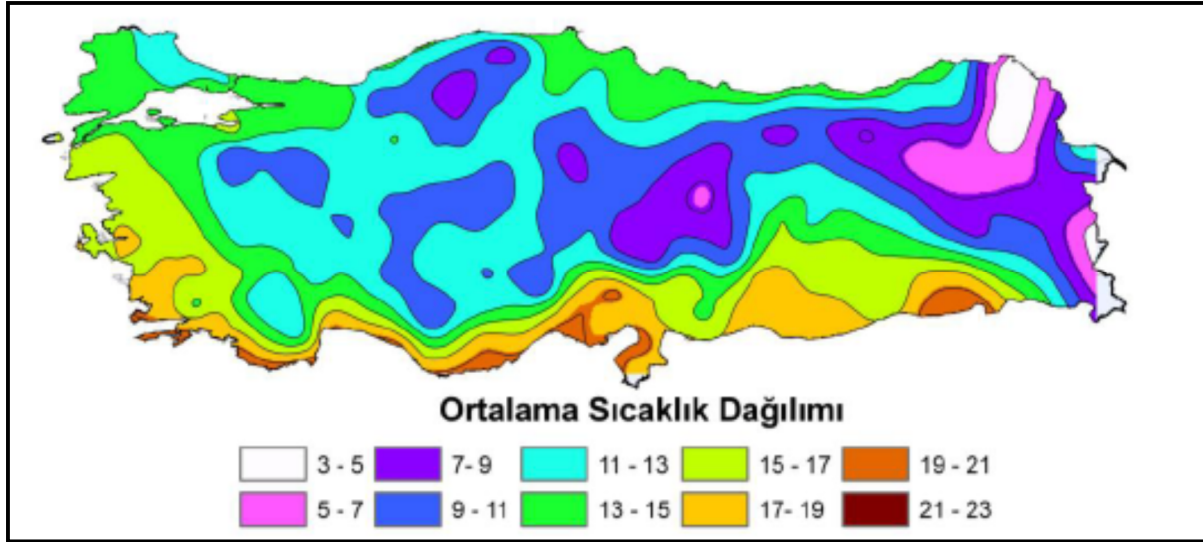 Ortalama Sıcaklık Dağılımı
3 - 5 7- 9 11 - 13 15 - 17 19 - 21
5 - 7 9 - 11 13 - 15 17- 19 21 - 23